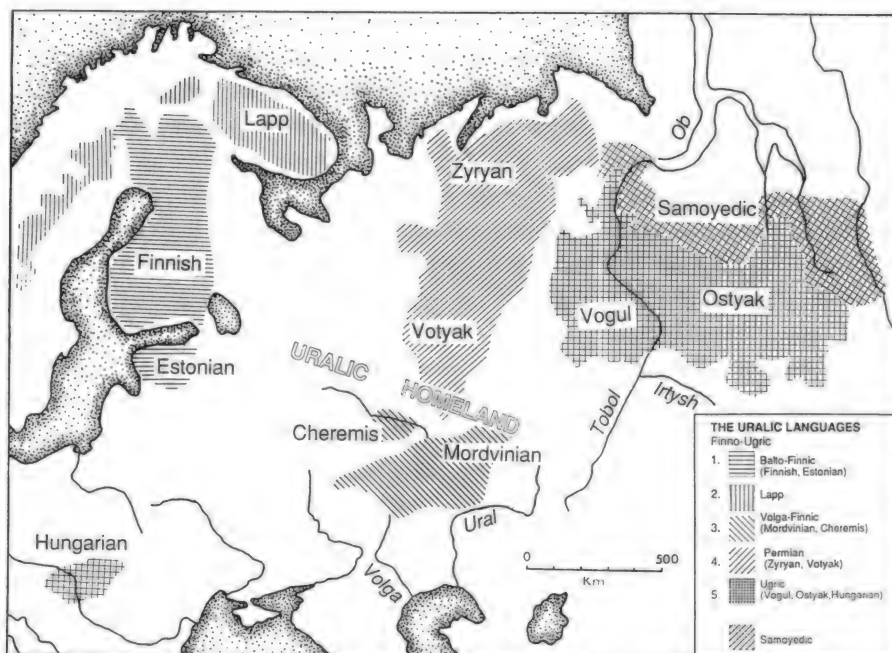 Lapp
Zyryan
Ob
Samoyedic
Finnish
Vogul
Ostyak
Votyak
Estonian
URALIC
HOMELAND
Tobol
Irtysh
Cheremis
Mordvinian
Hungarian
Ural
Volga
0 500
Km
THE URALIC LANGUAGES
Finno-Ugric
1. Balto-Finnic
(Finnish, Estonian)
2. Lapp
3. Volga-Finnic
(Mordvinian, Cheremis)
4. Permian
(Zyryan, Votyak)
5 Ugric
(Vogul, Ostyak, Hungarian)
Samoyedic